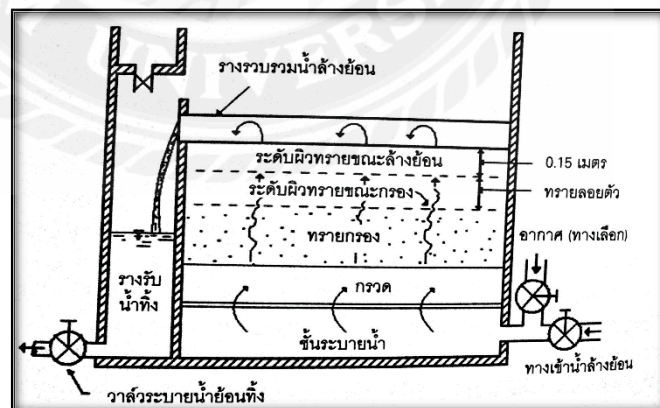 UNIVERS
รางรวบรวมน้ำล้างย้อน
ระดับผิวทรายขณะล้างย้อน
0.15 เมตร
ระดับผิวทรายขณะกรอง
ทรายลอยตัว
ทรายกรอง
อากาศ (ทางเลือก)
รางรับ
น้ำทิ้ง
กรวด
ชั้นระบายน้ำ
ทางเข้าน้ำล้างย้อน
วาล์วระบายน้ำย้อนทิ้ง